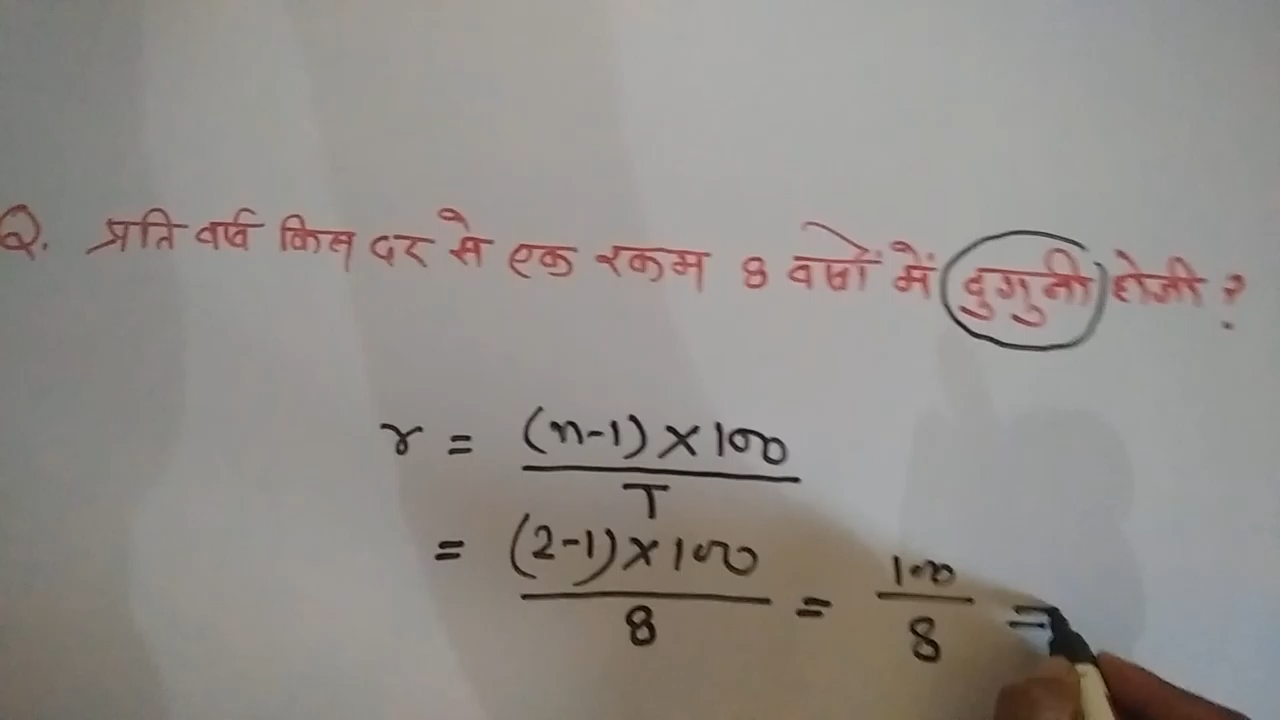 Q. प्रति वर्ष किस दर से एक रकम 8 वर्षों में दुगुनी होगी ?
r = (n-1) × 100 / T
= (2-1) × 100 / 8 = 100 / 8 =